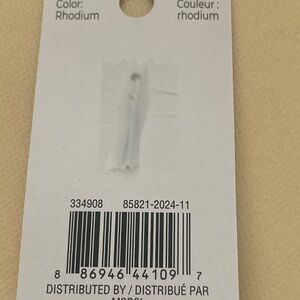 Color:
Rhodium
Couleur :
rhodium
334908 85821-2024-11
8 86946 44109 7
DISTRIBUTED BY / DISTRIBUÉ PAR